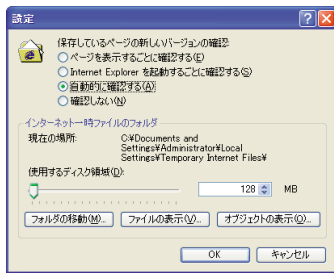 設定
保存しているページの新しいバージョンの確認:
ページを表示するごとに確認する(E)
Internet Explorer を起動するごとに確認する(S)
自動的に確認する(A)
確認しない(N)
インターネット一時ファイルのフォルダ
現在の場所: C:¥Documents and
Settings¥Administrator¥Local
Settings¥Temporary Internet Files¥
使用するディスク領域(D):
128 MB
フォルダの移動(M)... ファイルの表示(V)... オブジェクトの表示(O)...
OK キャンセル